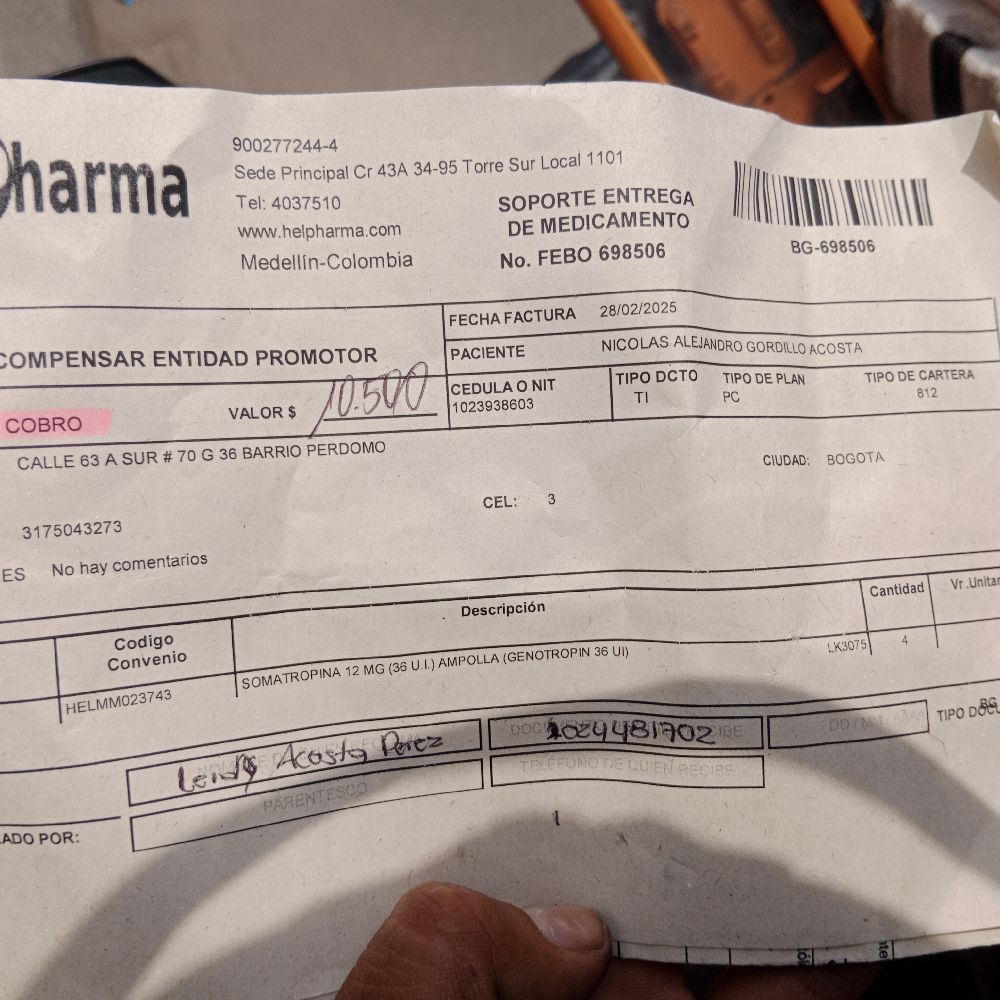 Pharma
900277244-4
Sede Principal Cr 43A 34-95 Torre Sur Local 1101
Tel: 4037510
www.helpharma.com
Medellín-Colombia
SOPORTE ENTREGA
DE MEDICAMENTO
No. FEBO 698506
BG-698506
COMPENSAR ENTIDAD PROMOTOR
FECHA FACTURA 28/02/2025
PACIENTE NICOLAS ALEJANDRO GORDILLO ACOSTA
COBRO VALOR $ 10.500
CEDULA O NIT
1023938603
TIPO DCTO
TI
TIPO DE PLAN
PC
TIPO DE CARTERA
812
CALLE 63 A SUR # 70 G 36 BARRIO PERDOMO
CIUDAD: BOGOTA
CEL: 3
3175043273
ES No hay comentarios
Codigo
Convenio
Descripción
Cantidad
Vr .Unitar
HELMM023743
SOMATROPINA 12 MG (36 U.I.) AMPOLLA (GENOTROPIN 36 UI)
LK3075
4
Leidy Acosta Perez
1024481702
DD / MM / AAAA
TIPO DOCU
BG
PARENTESCO
TELEFONO DE QUIEN RECIBE
ADO POR:
1